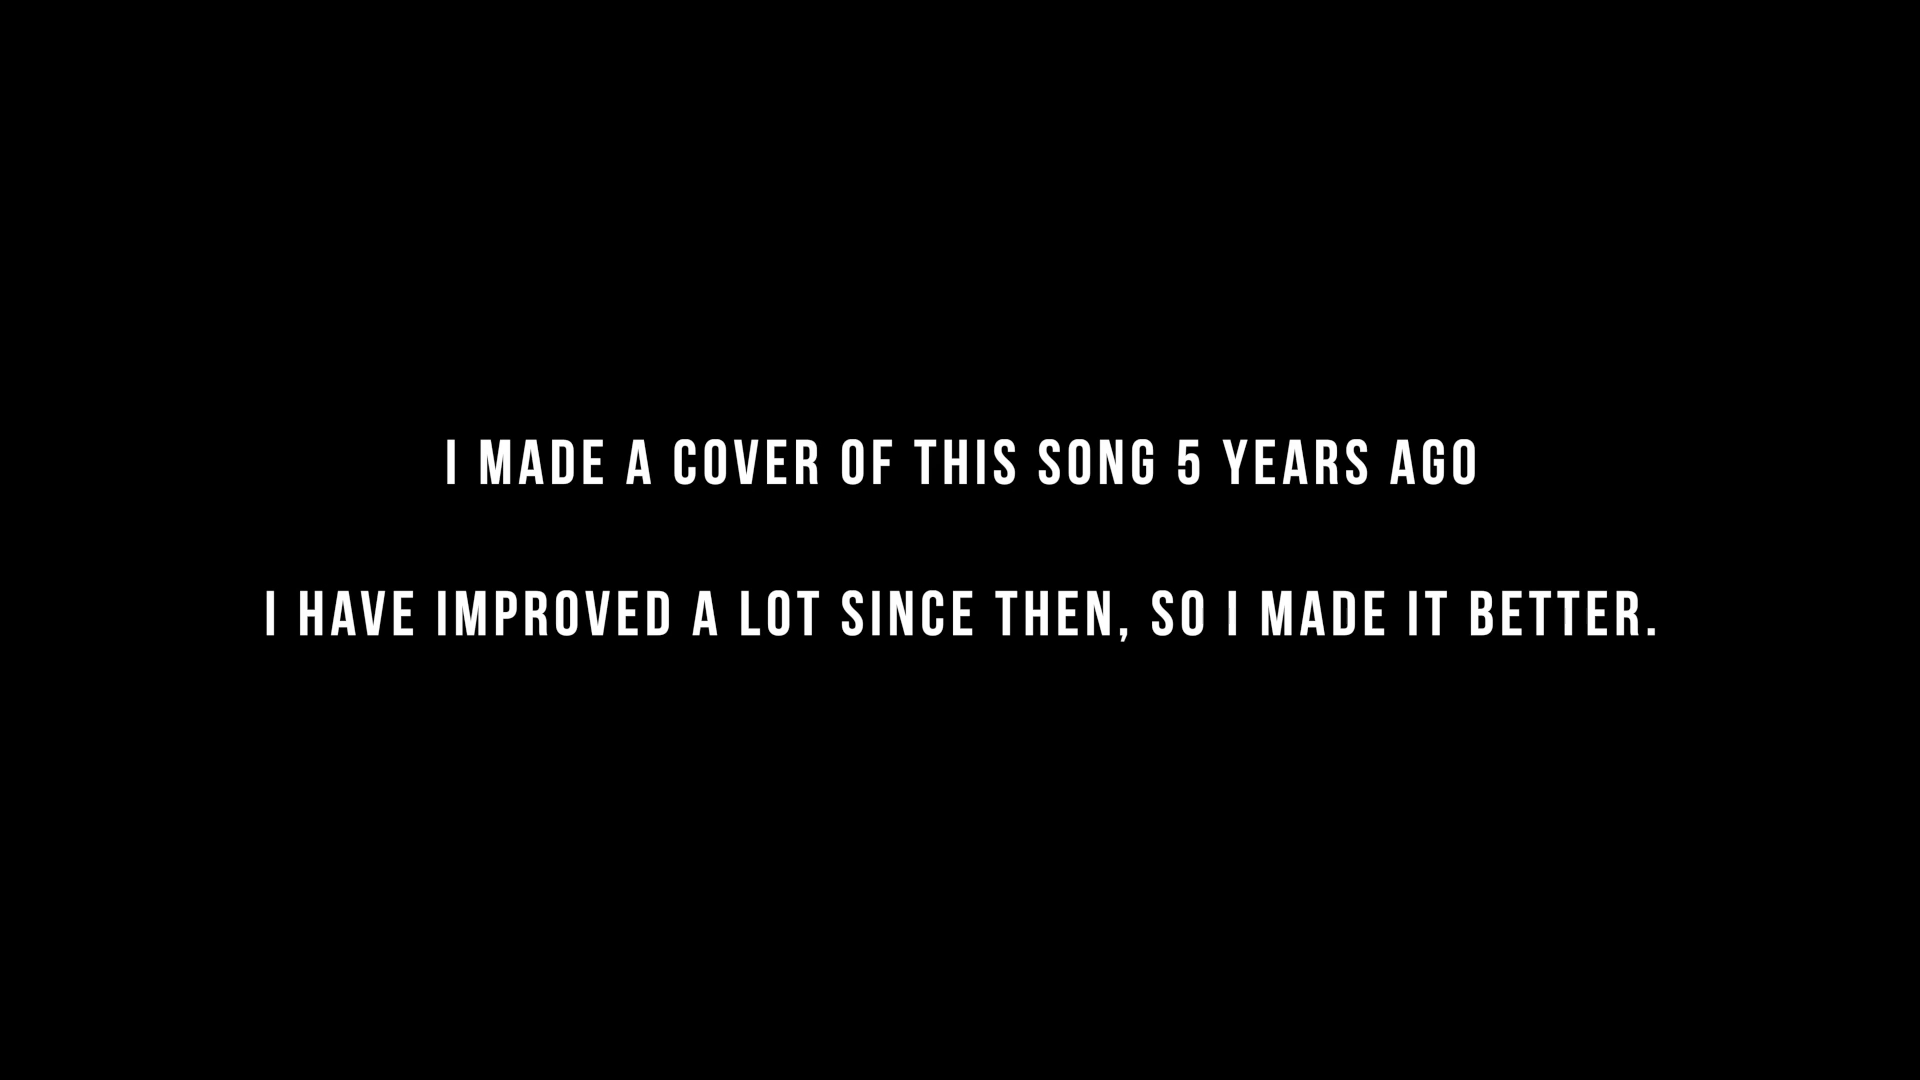 I MADE A COVER OF THIS SONG 5 YEARS AGO
I HAVE IMPROVED A LOT SINCE THEN, SO I MADE IT BETTER.